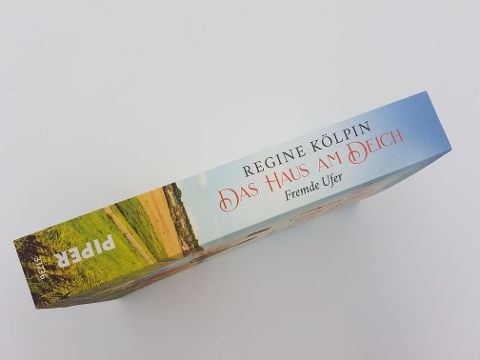 REGINE KÖLPIN
DAS HAUS AM DEICH
Fremde Ufer
PIPER